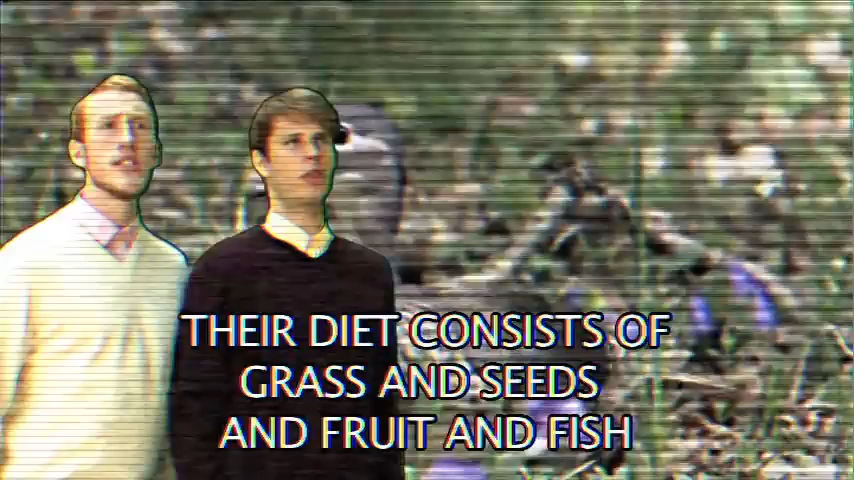 THEIR DIET CONSISTS OF
GRASS AND SEEDS
AND FRUIT AND FISH